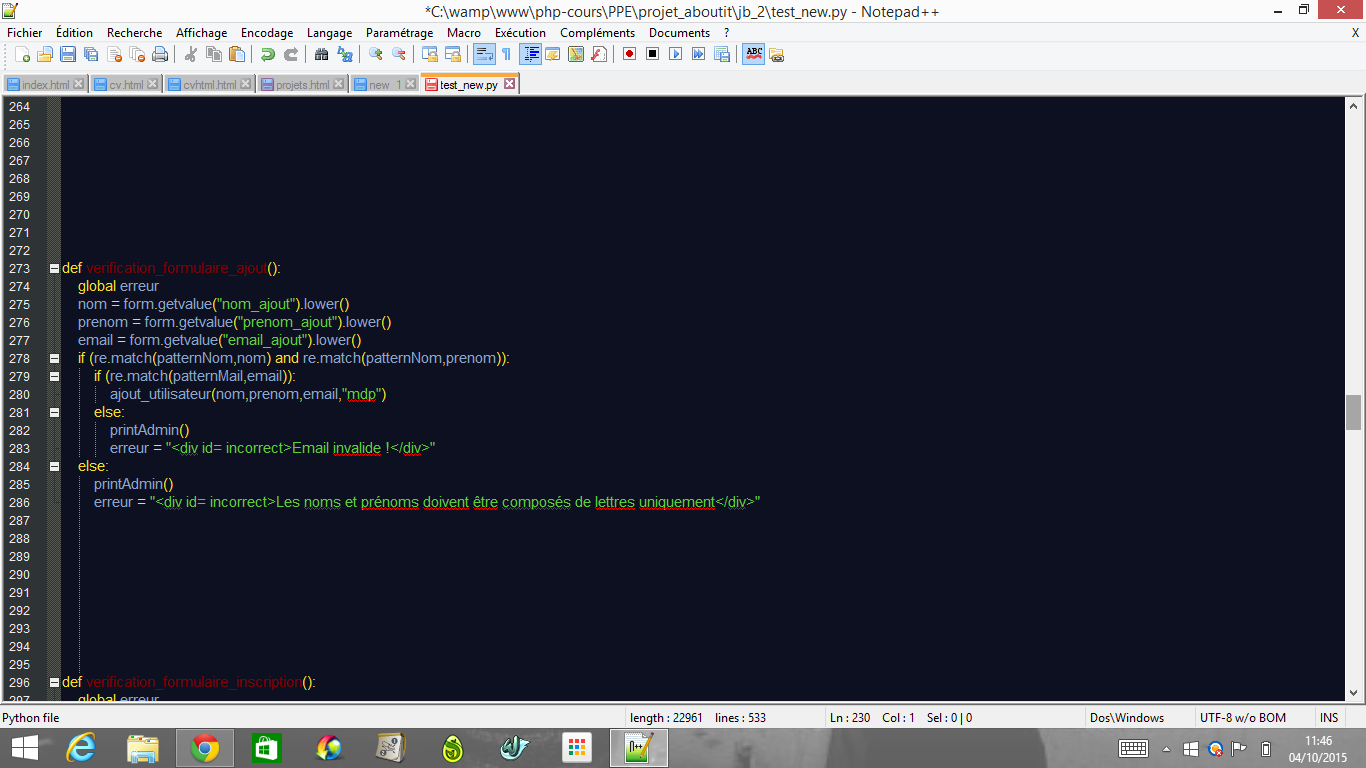 *C:\wamp\www\php-cours\PPE\projet_aboutit\jb_2\test_new.py - Notepad++
Fichier Édition Recherche Affichage Encodage Langage Paramétrage Macro Exécution Compléments Documents ? X
index.html cv.html cvhtml.html projets.html new 1 test_new.py
264
265
266
267
268
269
270
271
272
273 def verification_formulaire_ajout():
274 global erreur
275 nom = form.getvalue("nom_ajout").lower()
276 prenom = form.getvalue("prenom_ajout").lower()
277 email = form.getvalue("email_ajout").lower()
278 if (re.match(patternNom,nom) and re.match(patternNom,prenom)):
279 if (re.match(patternMail,email)):
280 ajout_utilisateur(nom,prenom,email,"mdp")
281 else:
282 printAdmin()
283 erreur = "<div id= incorrect>Email invalide !</div>"
284 else:
285 printAdmin()
286 erreur = "<div id= incorrect>Les noms et prénoms doivent être composés de lettres uniquement</div>"
287
288
289
290
291
292
293
294
295
296 def verification_formulaire_inscription():
297 global erreur
Python file length : 22961 lines : 533 Ln : 230 Col : 1 Sel : 0 | 0 Dos\Windows UTF-8 w/o BOM INS
11:46
04/10/2015